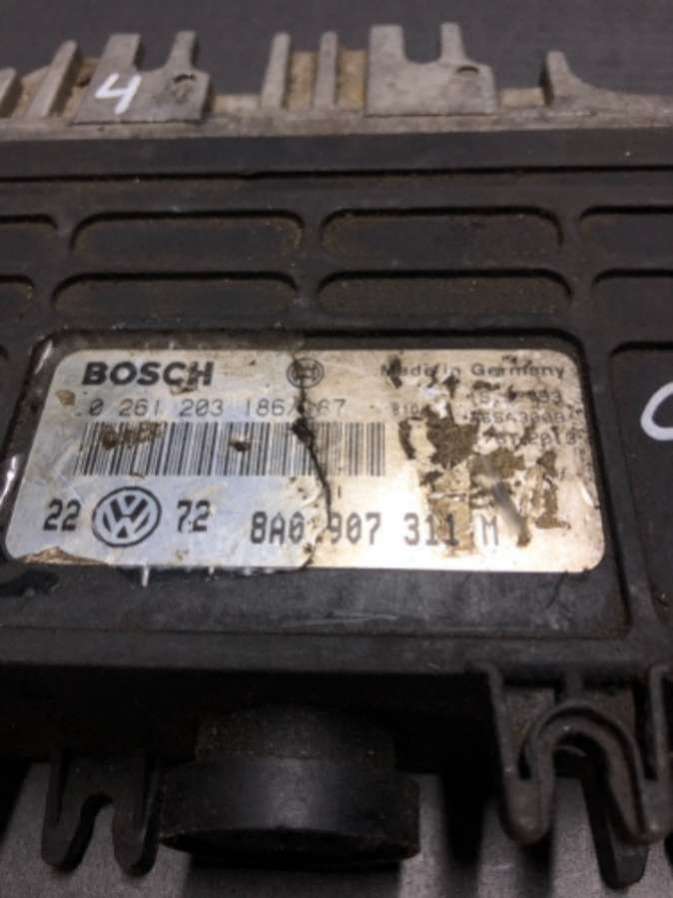 4
BOSCH Made in Germany
0 261 203 186/187
22 72 8A0 907 311 M